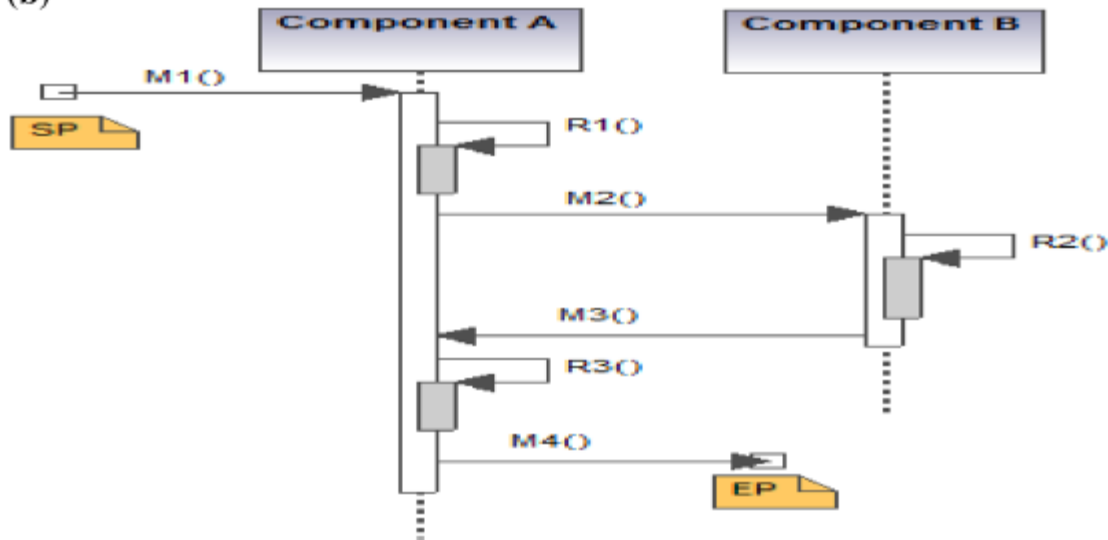 (b)
Component A
Component B
M1()
SP
R1()
M2()
R2()
M3()
R3()
M4()
EP